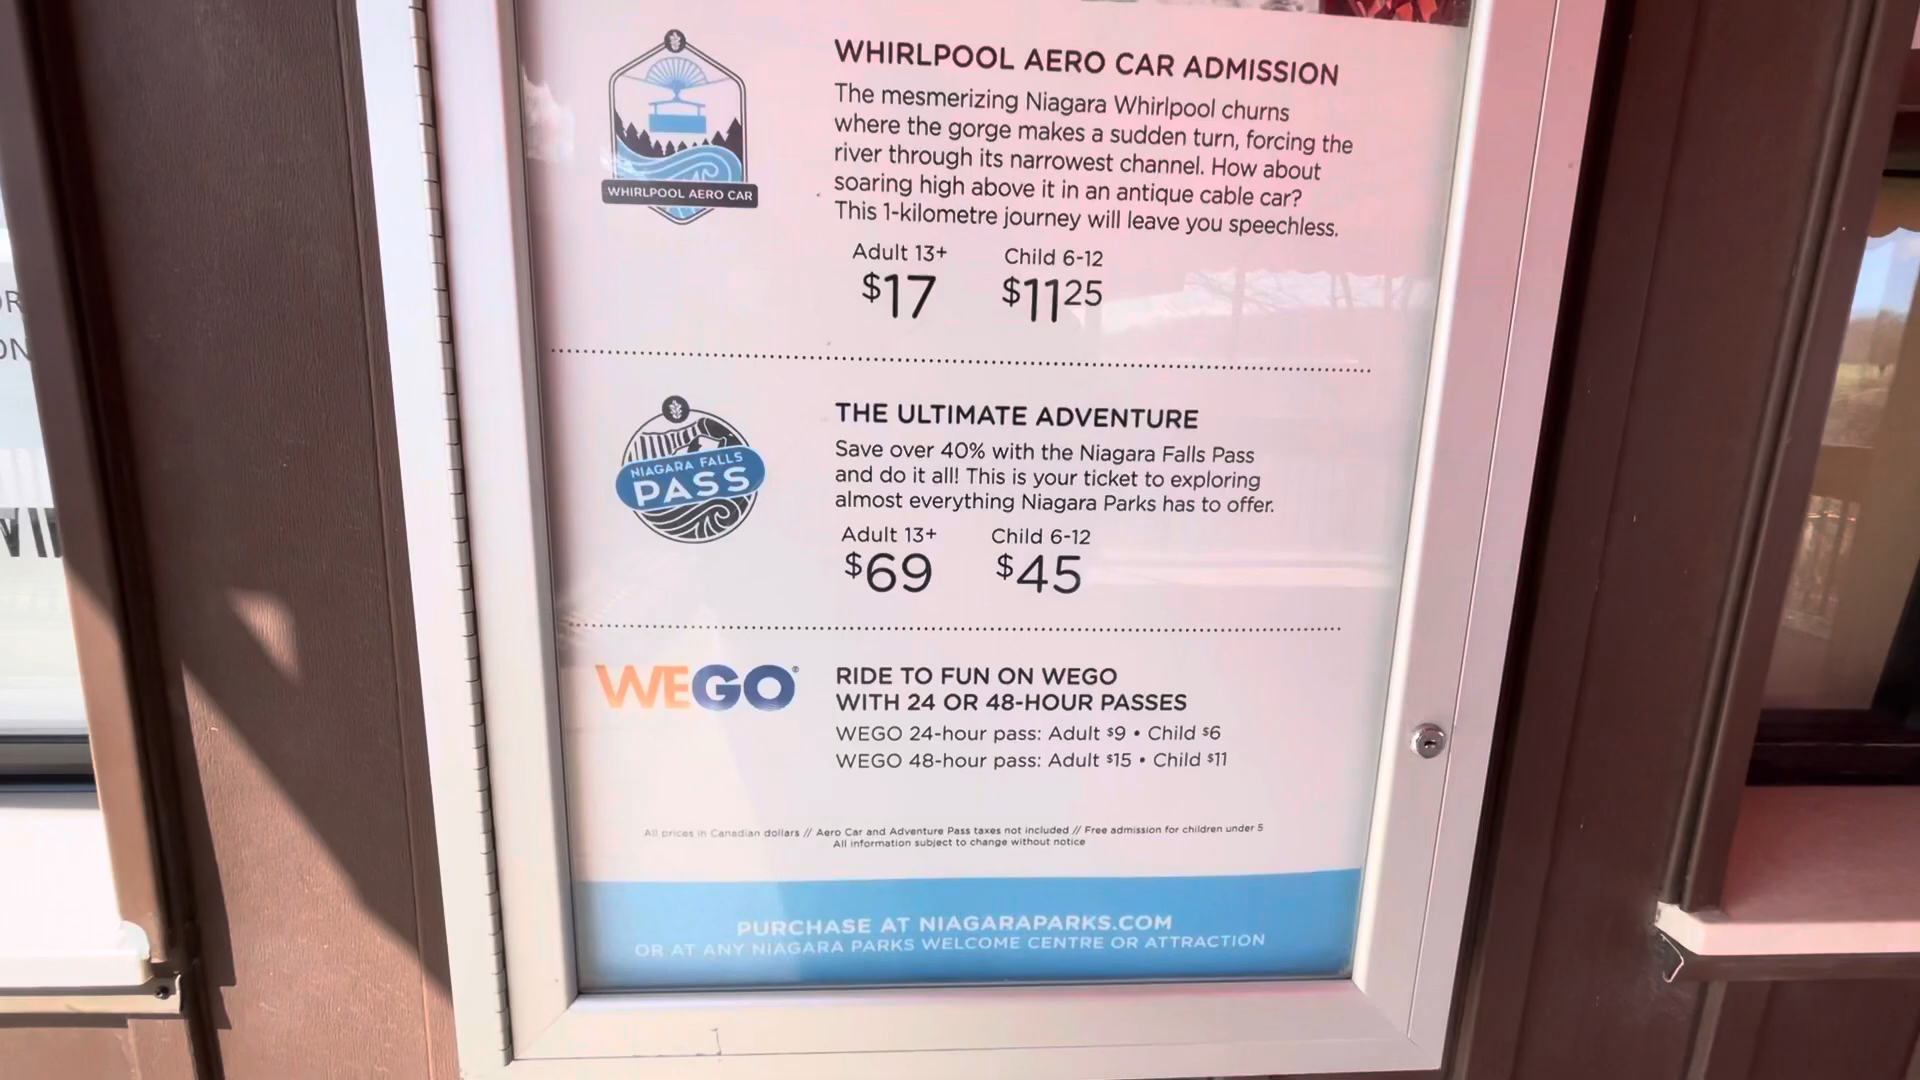 WHIRLPOOL AERO CAR ADMISSION
WHIRLPOOL AERO CAR
The mesmerizing Niagara Whirlpool churns
where the gorge makes a sudden turn, forcing the
river through its narrowest channel. How about
soaring high above it in an antique cable car?
This 1-kilometre journey will leave you speechless.
Adult 13+ Child 6-12
$17 $11 25
THE ULTIMATE ADVENTURE
NIAGARA FALLS
PASS
Save over 40% with the Niagara Falls Pass
and do it all! This is your ticket to exploring
almost everything Niagara Parks has to offer.
Adult 13+ Child 6-12
$69 $45
WEGO®
RIDE TO FUN ON WEGO
WITH 24 OR 48-HOUR PASSES
WEGO 24-hour pass: Adult $9 • Child $6
WEGO 48-hour pass: Adult $15 • Child $11
All prices in Canadian dollars // Aero Car and Adventure Pass taxes not included // Free admission for children under 5
All information subject to change without notice
PURCHASE AT NIAGARAPARKS.COM
OR AT ANY NIAGARA PARKS WELCOME CENTRE OR ATTRACTION